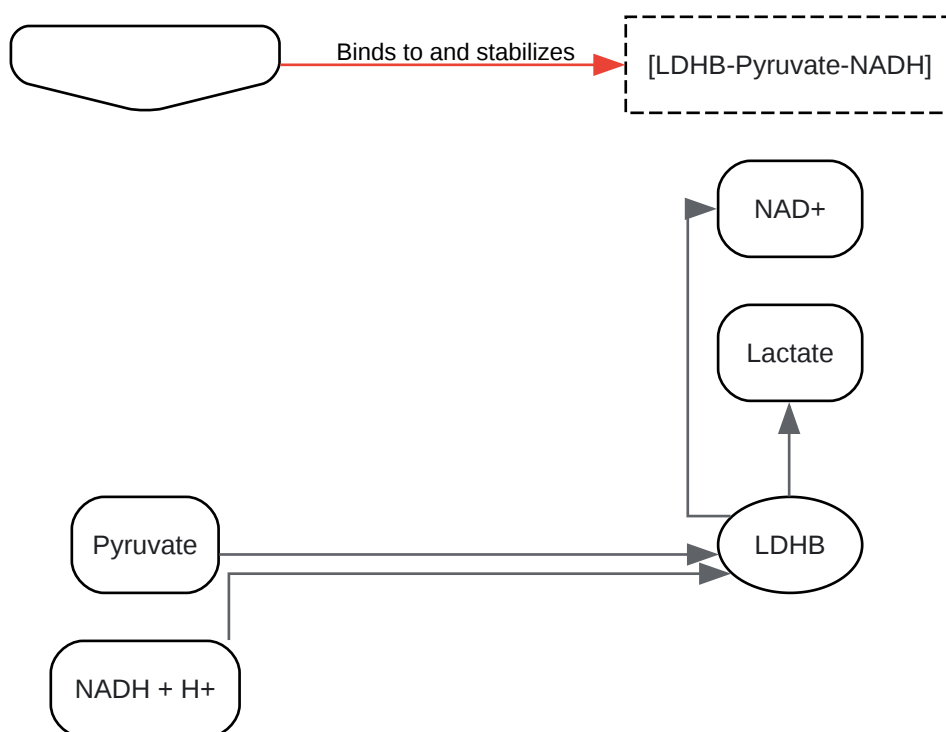 Binds to and stabilizes
[LDHB-Pyruvate-NADH]
NAD+
Lactate
Pyruvate
LDHB
NADH + H+